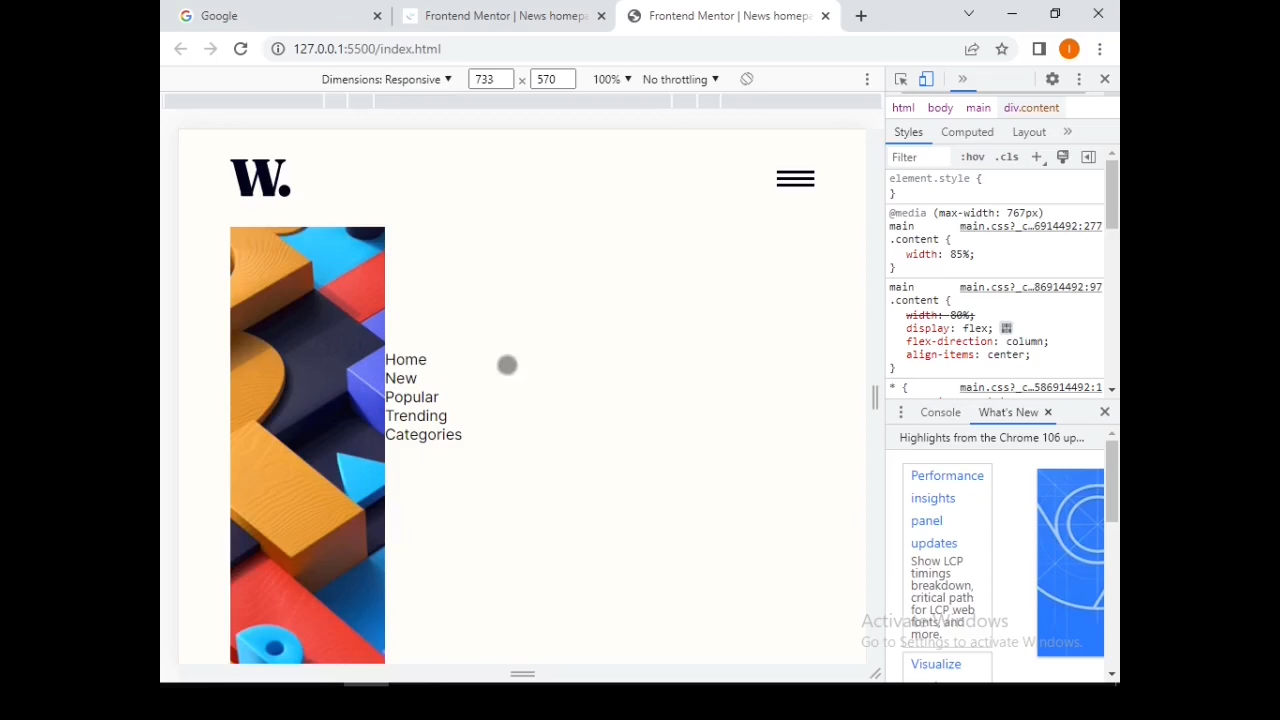 Google
Frontend Mentor | News homepa
Frontend Mentor | News homepa
127.0.0.1:5500/index.html
I
Dimensions: Responsive
733 x 570
100%
No throttling
W.
Home
New
Popular
Trending
Categories
html body main div.content
Styles Computed Layout
Filter :hov .cls
element.style {
}
@media (max-width: 767px)
main main.css?_c…6914492:277
.content {
width: 85%;
}
main main.css?_c…86914492:97
.content {
width: 80%;
display: flex;
flex-direction: column;
align-items: center;
}
* { main.css?_c…586914492:1
Console What's New
Highlights from the Chrome 106 up...
Performance
insights
panel
updates
Show LCP
timings
breakdown,
critical path
for LCP web
fonts, and
more.
Visualize
Activate Windows
Go to Settings to activate Windows.